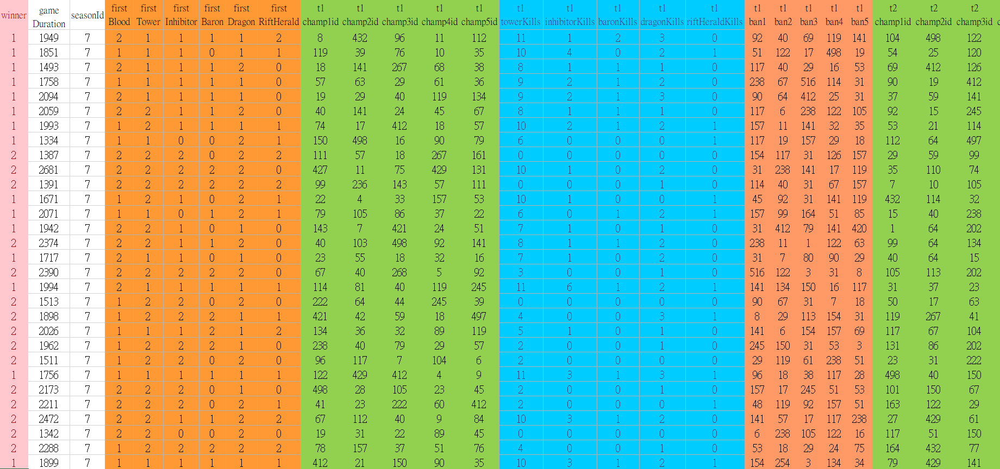 winner game Duration seasonId first Blood first Tower first Inhibitor first Baron first Dragon first RiftHerald t1 champ1id t1 champ2id t1 champ3id t1 champ4id t1 champ5id t1 towerKills t1 inhibitorKills t1 baronKills t1 dragonKills t1 riftHeraldKills t1 ban1 t1 ban2 t1 ban3 t1 ban4 t1 ban5 t2 champ1id t2 champ2id t2 champ3id
1 1949 7 2 1 1 1 1 2 8 432 96 11 112 11 1 2 3 0 92 40 69 119 141 104 498 122
1 1851 7 1 1 1 0 1 1 119 39 76 10 35 10 4 0 2 1 51 122 17 498 19 54 25 120
1 1493 7 2 1 1 1 2 0 18 141 267 68 38 8 1 1 1 0 117 40 29 16 53 69 412 126
1 1758 7 1 1 1 1 1 0 57 63 29 61 36 9 2 1 2 0 238 67 516 114 31 90 19 412
1 2094 7 2 1 1 1 1 0 19 29 40 119 134 9 2 1 3 0 90 64 412 25 31 37 59 141
1 2059 7 2 2 1 1 2 0 40 141 24 45 67 8 1 1 1 0 117 6 238 122 105 92 15 245
1 1993 7 1 2 1 1 1 1 74 17 412 18 57 10 2 1 2 1 157 11 141 32 35 53 21 114
1 1334 7 1 1 0 0 2 1 150 498 16 90 79 6 0 0 0 1 117 19 157 29 18 112 64 497
2 1387 7 2 2 2 0 2 2 111 57 18 267 161 0 0 0 0 0 154 117 31 126 157 29 59 99
2 2681 7 2 2 2 2 2 0 427 11 75 429 131 10 1 0 2 0 31 238 141 17 119 35 110 74
2 1391 7 2 2 2 2 2 2 99 236 143 57 111 0 0 0 1 0 114 40 31 67 157 7 10 105
1 1671 7 1 2 1 0 2 1 22 4 33 157 53 10 1 0 0 1 45 92 31 141 119 432 114 32
1 2071 7 1 1 0 1 2 1 79 105 86 37 22 6 0 1 2 1 157 99 164 51 85 15 40 238
1 1942 7 2 2 1 0 1 0 143 7 421 24 51 7 1 0 1 0 31 412 79 141 420 1 64 202
2 2374 7 2 2 1 1 2 0 40 103 498 92 141 8 1 1 2 0 238 11 1 122 63 99 64 134
1 1717 7 2 1 1 0 1 0 23 55 18 32 16 7 1 0 2 0 31 7 80 90 29 40 64 15
2 2390 7 2 2 2 2 2 0 67 40 268 5 92 3 0 0 1 0 516 122 3 31 8 105 113 202
1 1994 7 2 1 1 1 1 1 114 81 40 119 245 11 6 1 2 1 141 134 150 16 117 31 37 23
2 1513 7 1 2 2 0 2 0 222 64 44 245 39 0 0 0 0 0 90 67 31 7 18 50 17 63
2 1898 7 1 2 2 2 1 1 421 42 59 18 497 4 0 0 3 1 8 29 113 154 31 119 267 41
2 2026 7 1 1 1 2 1 2 134 36 32 89 119 5 1 0 1 0 141 6 154 157 69 117 67 104
2 1962 7 1 2 2 2 1 0 238 40 79 29 57 2 0 0 1 0 245 150 31 53 3 131 86 202
2 1511 7 1 2 2 0 2 0 96 117 7 104 6 2 0 0 0 0 29 119 61 238 51 23 31 222
1 1756 7 1 1 1 1 1 1 122 429 412 4 9 11 3 1 3 1 96 18 38 117 28 498 40 150
2 2173 7 2 2 2 0 1 0 498 28 105 23 45 2 0 0 1 0 157 17 245 51 53 101 150 67
2 2211 7 2 2 2 0 2 1 41 23 222 60 412 2 0 0 0 1 48 119 92 157 51 163 122 29
2 2472 7 2 2 1 1 2 2 67 112 40 9 84 10 3 1 2 0 141 57 17 117 238 27 429 61
2 1342 7 2 2 0 0 2 0 19 31 22 89 45 0 0 0 0 0 6 238 105 122 16 117 51 150
2 2288 7 1 2 2 2 2 2 78 157 37 51 76 4 0 0 1 0 53 18 29 24 75 164 432 77
1 1899 7 1 1 1 1 1 1 412 21 150 90 35 10 3 1 2 1 154 254 3 134 34 79 429 141